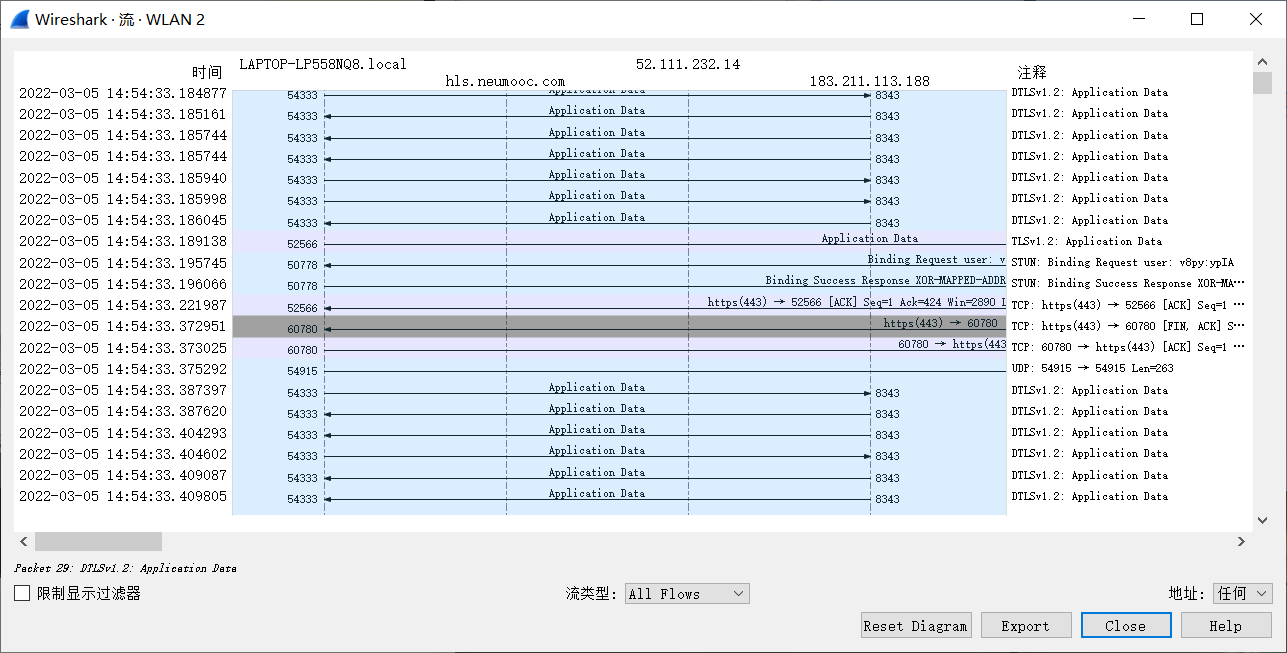 Wireshark · 流 · WLAN 2
时间 LAPTOP-LP558NQ8.local 52.111.232.14 注释
hls.neumooc.com 183.211.113.188
2022-03-05 14:54:33.184877 54333 Application Data 8343 DTLSv1.2: Application Data
2022-03-05 14:54:33.185161 54333 Application Data 8343 DTLSv1.2: Application Data
2022-03-05 14:54:33.185744 54333 Application Data 8343 DTLSv1.2: Application Data
2022-03-05 14:54:33.185744 54333 Application Data 8343 DTLSv1.2: Application Data
2022-03-05 14:54:33.185940 54333 Application Data 8343 DTLSv1.2: Application Data
2022-03-05 14:54:33.185998 54333 Application Data 8343 DTLSv1.2: Application Data
2022-03-05 14:54:33.186045 54333 Application Data 8343 DTLSv1.2: Application Data
2022-03-05 14:54:33.189138 52566 Application Data TLSv1.2: Application Data
2022-03-05 14:54:33.195745 50778 Binding Request user: v STUN: Binding Request user: v8py:ypIA
2022-03-05 14:54:33.196066 50778 Binding Success Response XOR-MAPPED-ADDR STUN: Binding Success Response XOR-MA···
2022-03-05 14:54:33.221987 52566 https(443) → 52566 [ACK] Seq=1 Ack=424 Win=2890 L TCP: https(443) → 52566 [ACK] Seq=1 ···
2022-03-05 14:54:33.372951 60780 https(443) → 60780 TCP: https(443) → 60780 [FIN, ACK] S···
2022-03-05 14:54:33.373025 60780 60780 → https(443 TCP: 60780 → https(443) [ACK] Seq=1 ···
2022-03-05 14:54:33.375292 54915 UDP: 54915 → 54915 Len=263
2022-03-05 14:54:33.387397 54333 Application Data 8343 DTLSv1.2: Application Data
2022-03-05 14:54:33.387620 54333 Application Data 8343 DTLSv1.2: Application Data
2022-03-05 14:54:33.404293 54333 Application Data 8343 DTLSv1.2: Application Data
2022-03-05 14:54:33.404602 54333 Application Data 8343 DTLSv1.2: Application Data
2022-03-05 14:54:33.409087 54333 Application Data 8343 DTLSv1.2: Application Data
2022-03-05 14:54:33.409805 54333 Application Data 8343 DTLSv1.2: Application Data
Packet 29: DTLSv1.2: Application Data
限制显示过滤器 流类型: All Flows 地址: 任何
Reset Diagram Export Close Help